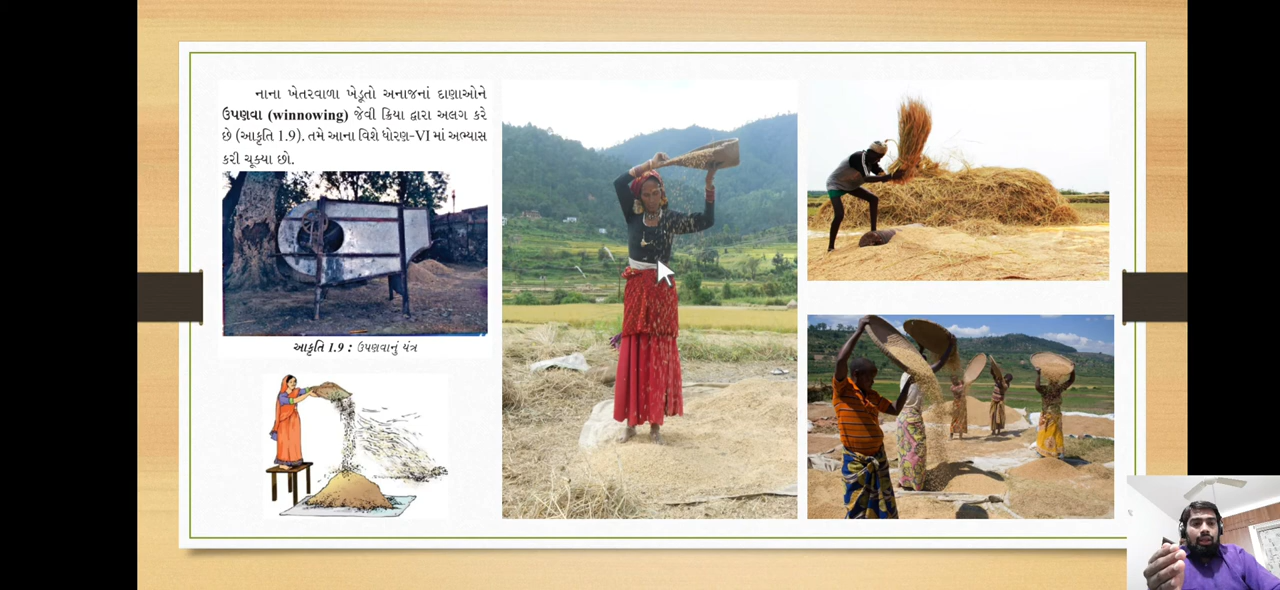 નાના ખેતરવાળા ખેડૂતો અનાજનાં દાણાઓને
ઉપણવા (winnowing) જેવી ક્રિયા દ્વારા અલગ કરે
છે (આકૃતિ 1.9). તમે આના વિશે ધોરણ-VI માં અભ્યાસ
કરી ચૂક્યા છો.
આકૃતિ 1.9 : ઉપણવાનું યંત્ર